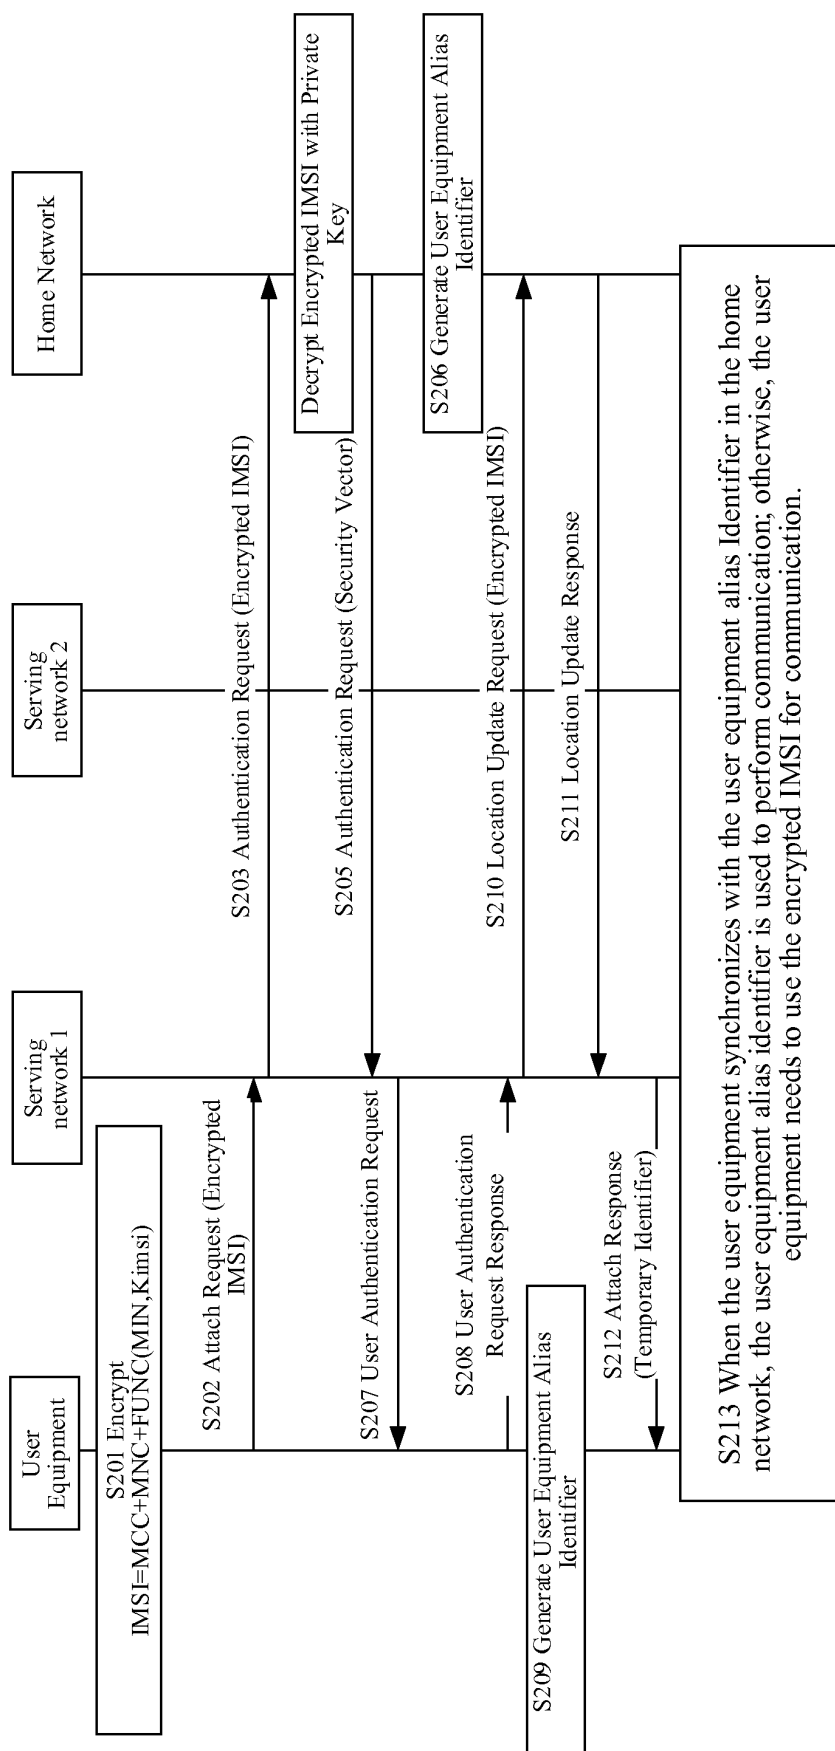 User
Equipment
Serving
network 1
Serving
network 2
Home Network
S201 Encrypt
IMSI=MCC+MNC+FUNC(MIN,Kimsi)
S202 Attach Request (Encrypted
IMSI)
S203 Authentication Request (Encrypted IMSI)
Decrypt Encrypted IMSI with Private
Key
S205 Authentication Request (Security Vector)
S206 Generate User Equipment Alias
Identifier
S207 User Authentication Request
S208 User Authentication
Request Response
S209 Generate User Equipment Alias
Identifier
S210 Location Update Request (Encrypted IMSI)
S211 Location Update Response
S212 Attach Response
(Temporary Identifier)
S213 When the user equipment synchronizes with the user equipment alias Identifier in the home
network, the user equipment alias identifier is used to perform communication; otherwise, the user
equipment needs to use the encrypted IMSI for communication.